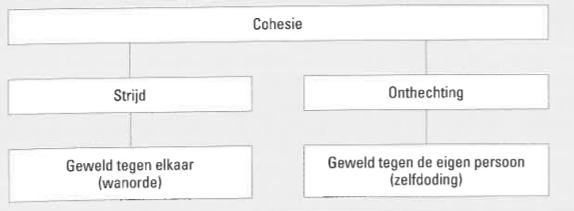 Cohesie
Strijd
Onthechting
Geweld tegen elkaar
(wanorde)
Geweld tegen de eigen persoon
(zelfdoding)